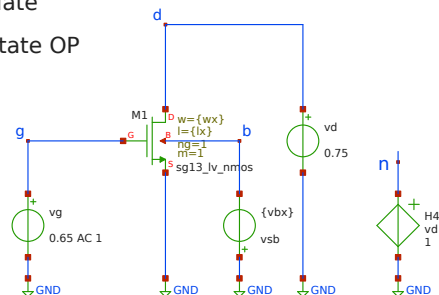 tate OP
d
M1
D
w={wx}
l={lx}
ng=1
m=1
G
B
S
sg13_lv_nmos
g
b
n
vd
0.75
vg
0.65 AC 1
{vbx}
vsb
H4
vd
1
GND
GND
GND
GND
GND